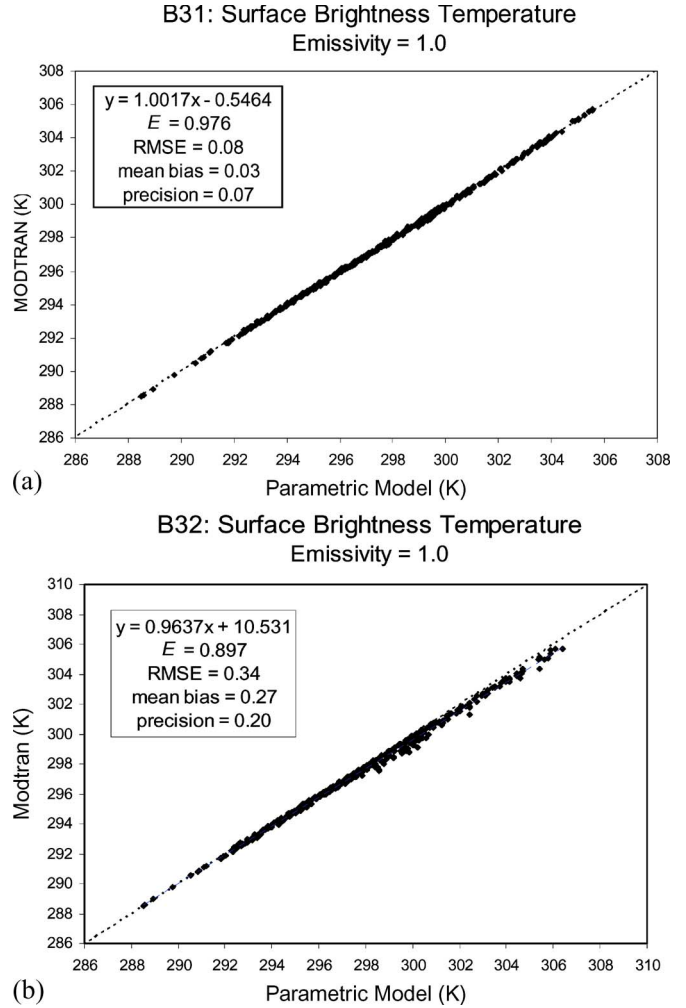 B31: Surface Brightness Temperature
Emissivity = 1.0
308
306
304
302
300
298
296
294
292
290
288
286
y = 1.0017x - 0.5464
E = 0.976
RMSE = 0.08
mean bias = 0.03
precision = 0.07
MODTRAN (K)
286 288 290 292 294 296 298 300 302 304 306 308
(a) Parametric Model (K)
B32: Surface Brightness Temperature
Emissivity = 1.0
310
308
306
304
302
300
298
296
294
292
290
288
286
y = 0.9637x + 10.531
E = 0.897
RMSE = 0.34
mean bias = 0.27
precision = 0.20
Modtran (K)
286 288 290 292 294 296 298 300 302 304 306 308 310
(b) Parametric Model (K)